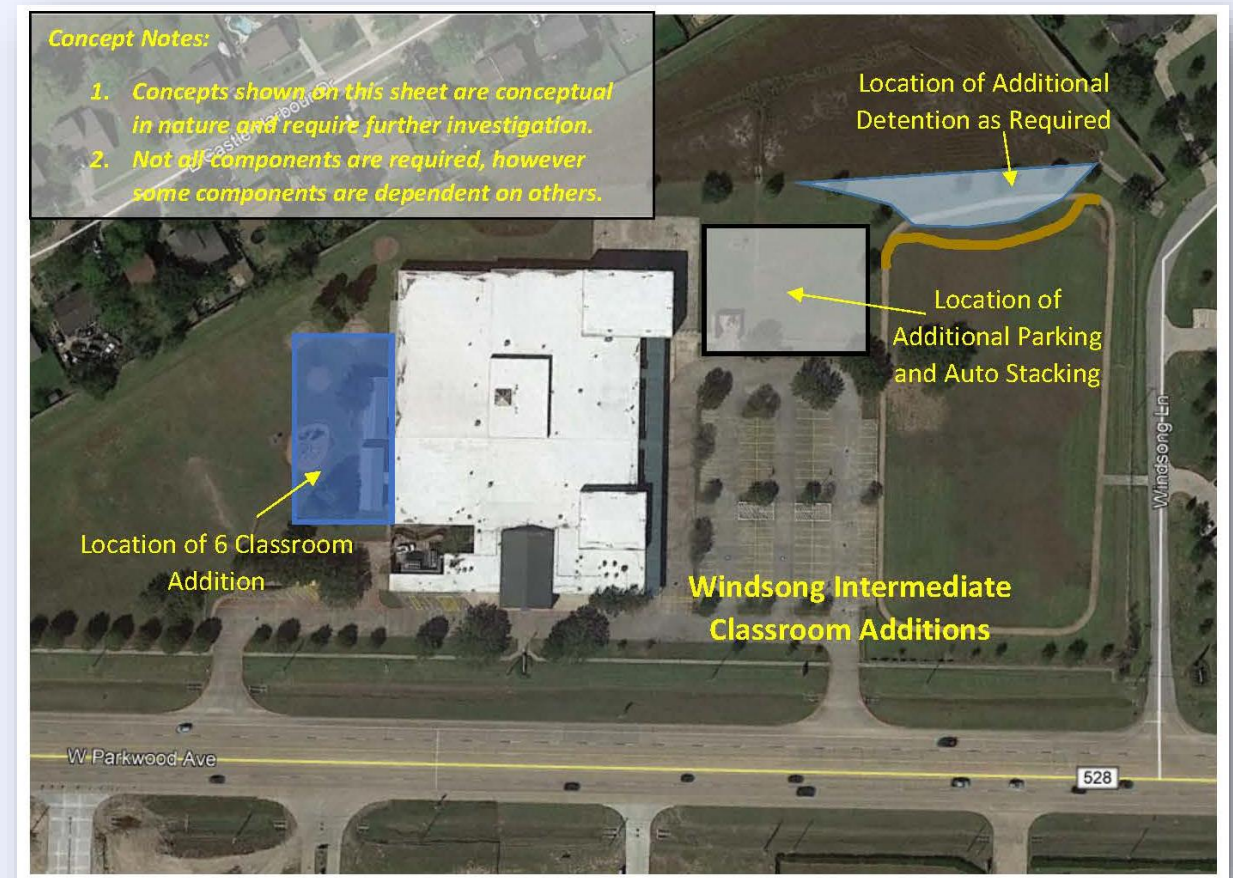 Concept Notes:
1. Concepts shown on this sheet are conceptual
in nature and require further investigation.
2. Not all components are required, however
some components are dependent on others.
Location of Additional
Detention as Required
Location of
Additional Parking
and Auto Stacking
Windsong Ln
Location of 6 Classroom
Addition
Windsong Intermediate
Classroom Additions
W Parkwood Ave
528